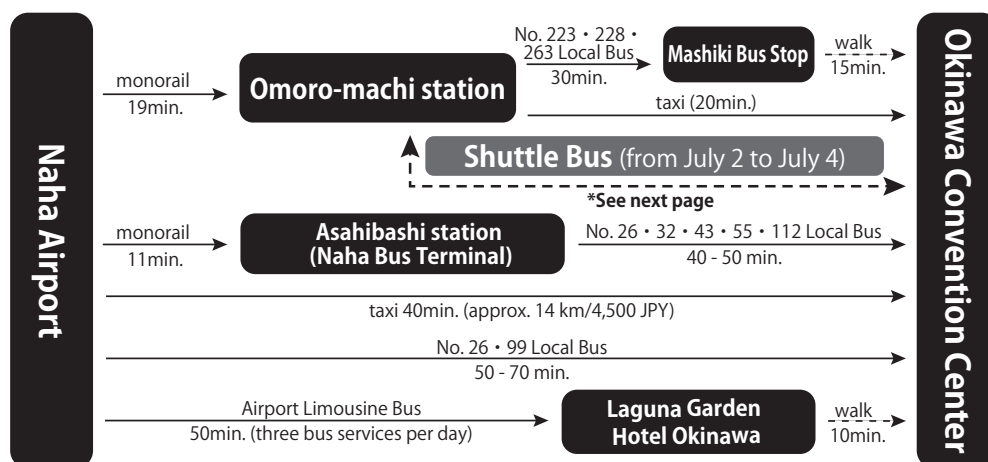 Naha Airport
monorail
19min.
Omoro-machi station
No. 223・228・
263 Local Bus
30min.
Mashiki Bus Stop
walk
15min.
taxi (20min.)
Shuttle Bus (from July 2 to July 4)
*See next page
monorail
11min.
Asahibashi station
(Naha Bus Terminal)
No. 26・32・43・55・112 Local Bus
40 - 50 min.
taxi 40min. (approx. 14 km/4,500 JPY)
No. 26・99 Local Bus
50 - 70 min.
Airport Limousine Bus
50min. (three bus services per day)
Laguna Garden
Hotel Okinawa
walk
10min.
Okinawa Convention Center